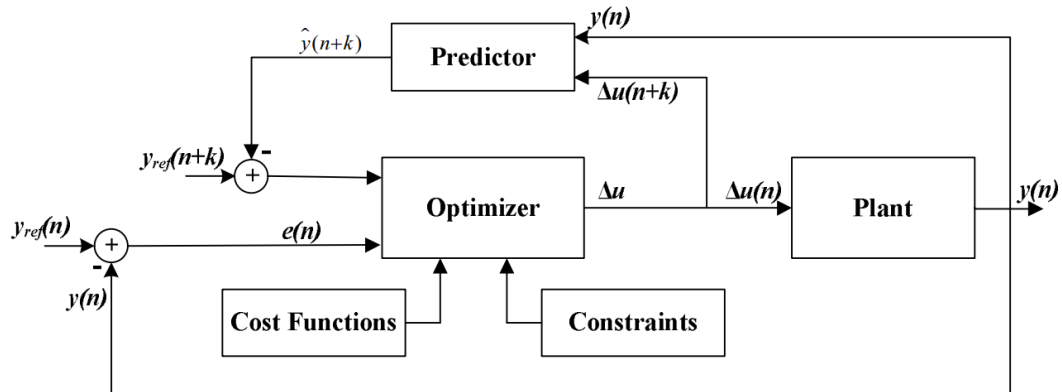 y(n)
ŷ(n+k)
Predictor
Δu(n+k)
-
y_ref(n+k)
+
Optimizer
Δu
Δu(n)
Plant
y(n)
y_ref(n)
+
e(n)
-
y(n)
Cost Functions
Constraints